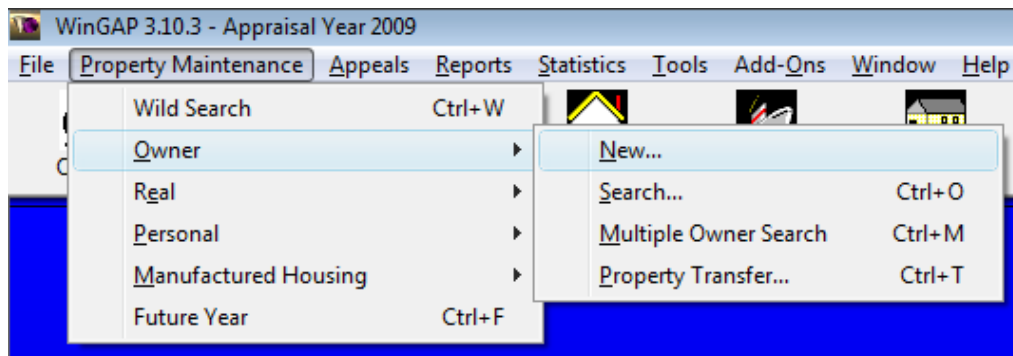 WinGAP 3.10.3 - Appraisal Year 2009
File Property Maintenance Appeals Reports Statistics Tools Add-Ons Window Help
Wild Search Ctrl+W
Owner
Real
Personal
Manufactured Housing
Future Year Ctrl+F
New...
Search... Ctrl+O
Multiple Owner Search Ctrl+M
Property Transfer... Ctrl+T